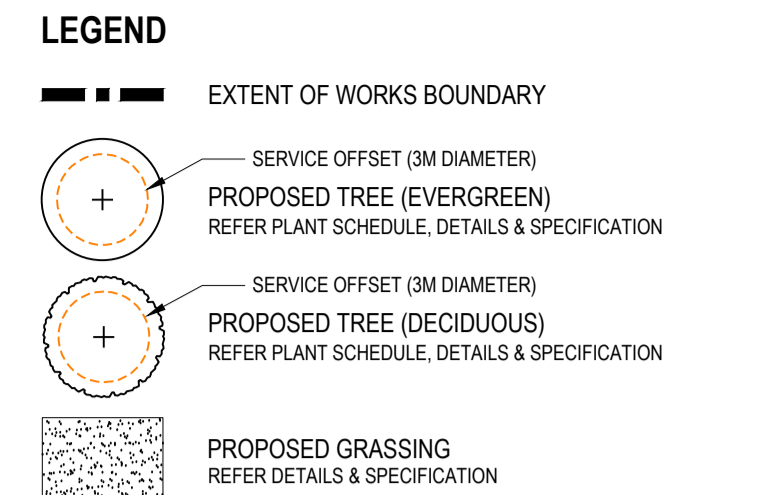 LEGEND
EXTENT OF WORKS BOUNDARY
SERVICE OFFSET (3M DIAMETER)
PROPOSED TREE (EVERGREEN)
REFER PLANT SCHEDULE, DETAILS & SPECIFICATION
SERVICE OFFSET (3M DIAMETER)
PROPOSED TREE (DECIDUOUS)
REFER PLANT SCHEDULE, DETAILS & SPECIFICATION
PROPOSED GRASSING
REFER DETAILS & SPECIFICATION